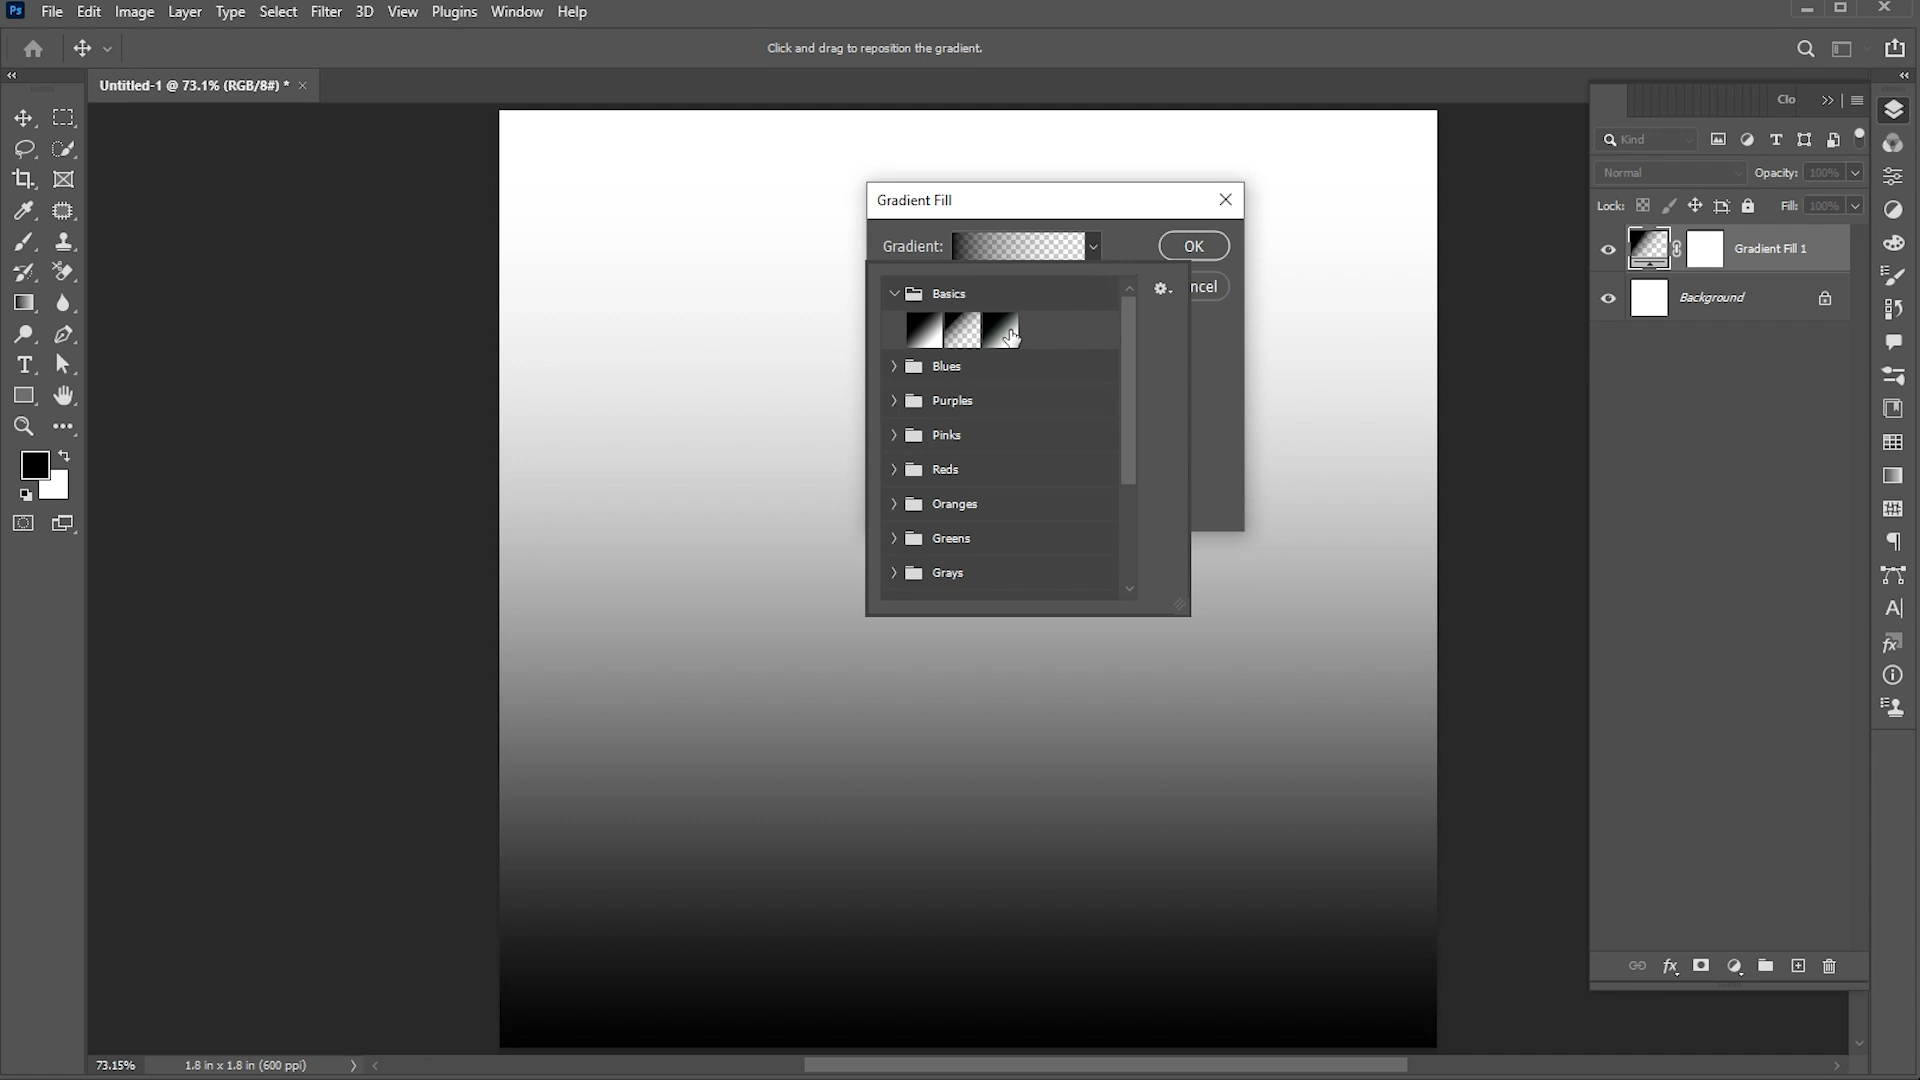 Ps File Edit Image Layer Type Select Filter 3D View Plugins Window Help
Click and drag to reposition the gradient.
Untitled-1 @ 73.1% (RGB/8#) *
Clo
Kind
Normal Opacity: 100%
Lock: Fill: 100%
Gradient Fill 1
Background
Gradient Fill
Gradient: OK
ncel
Basics
Blues
Purples
Pinks
Reds
Oranges
Greens
Grays
73.15% 1.8 in x 1.8 in (600 ppi)